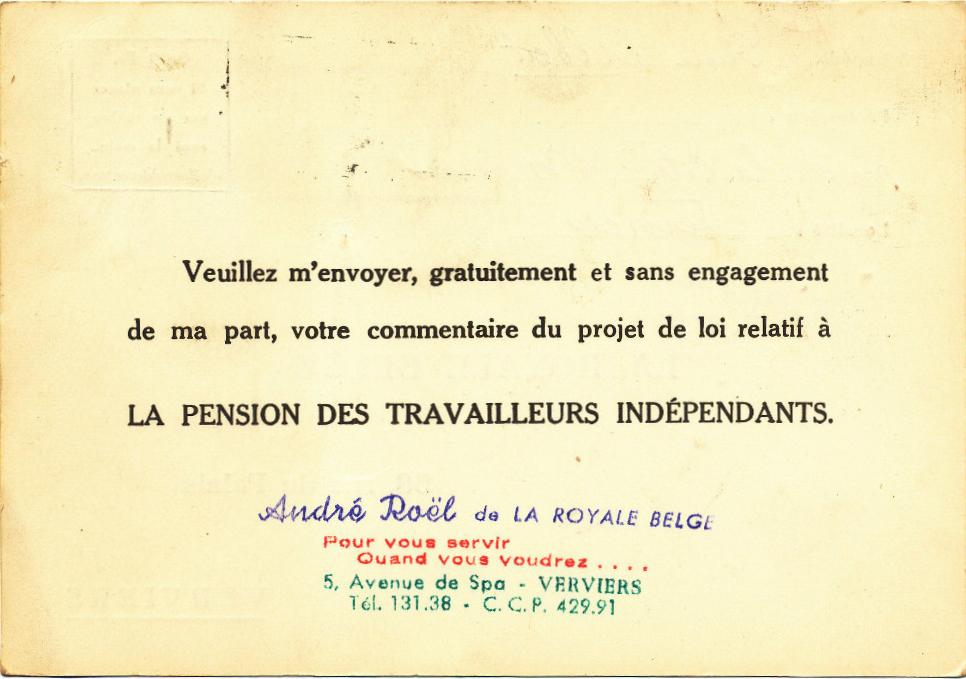 Veuillez m'envoyer, gratuitement et sans engagement
de ma part, votre commentaire du projet de loi relatif à
LA PENSION DES TRAVAILLEURS INDÉPENDANTS.
André Roël de LA ROYALE BELGE
Pour vous servir
Quand vous voudrez . . . .
5, Avenue de Spa - VERVIERS
Tél. 131.38 - C. C. P. 429.91